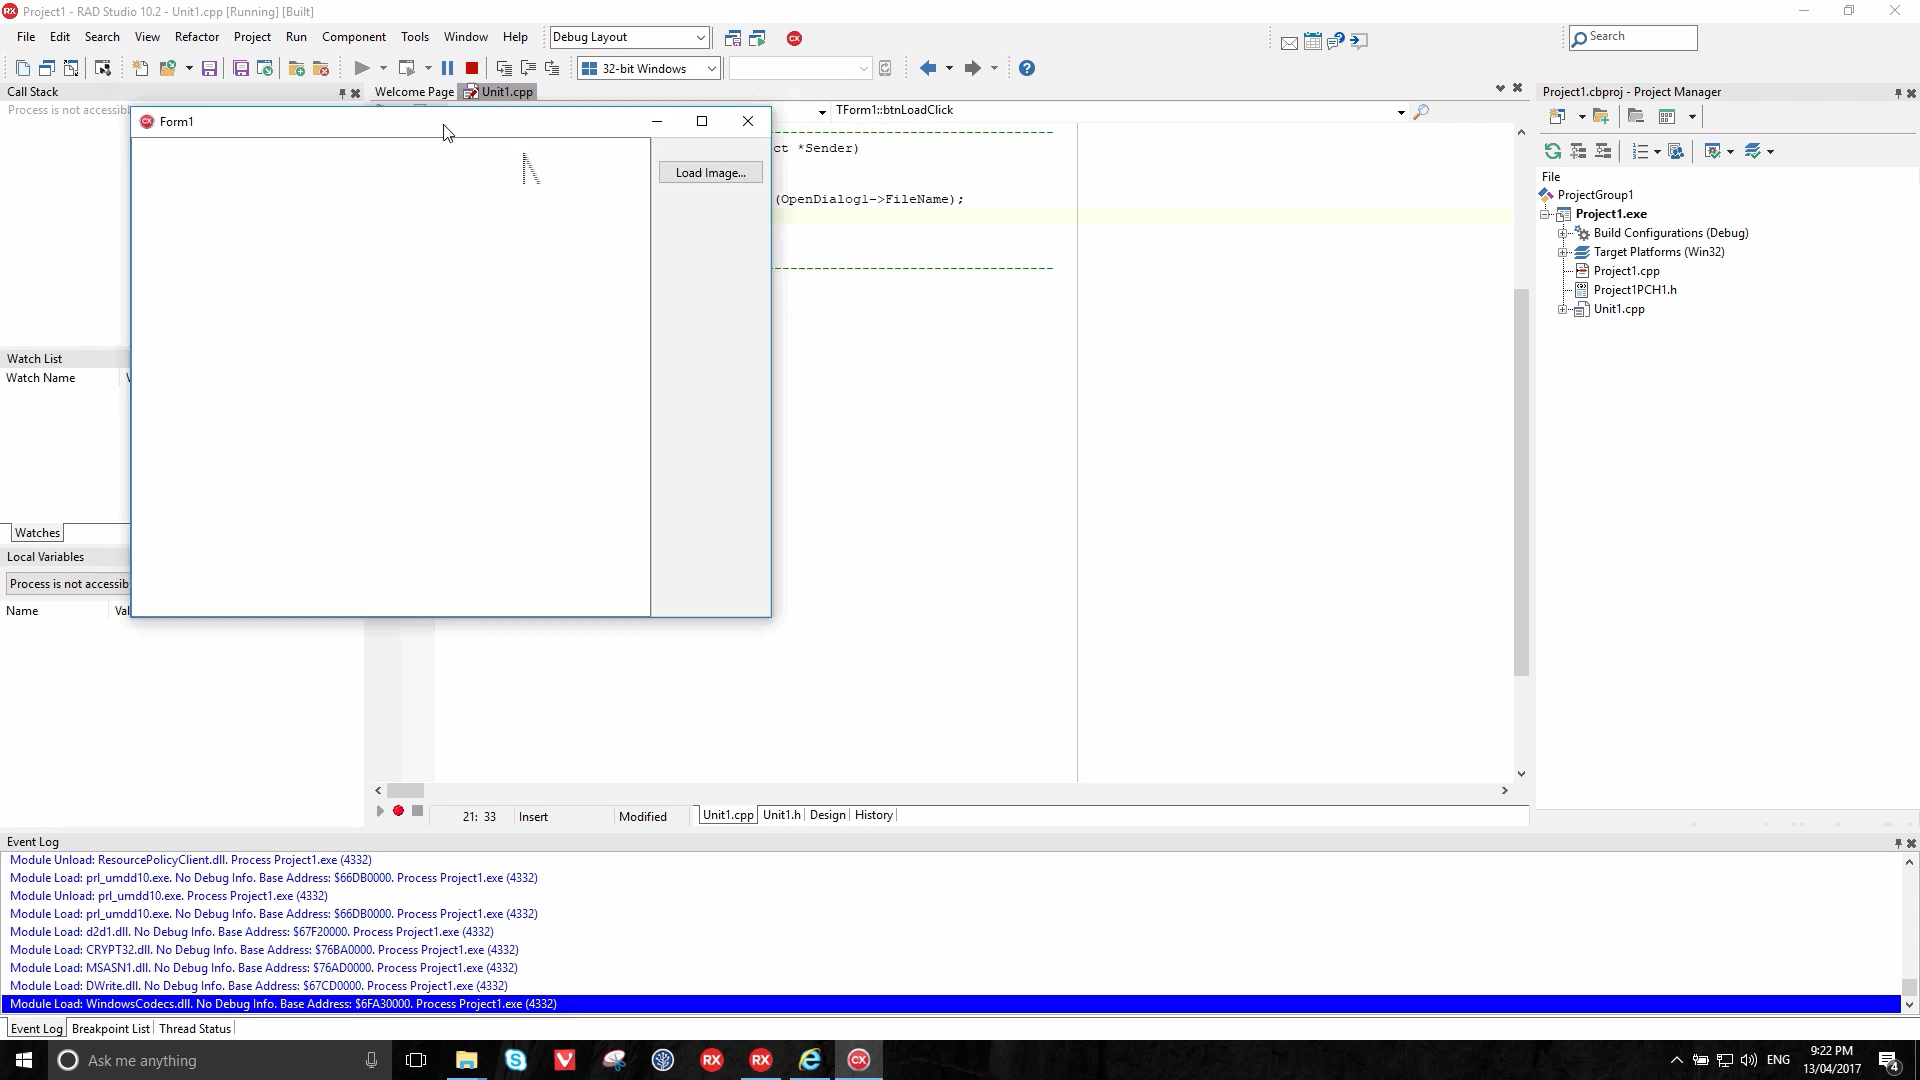 Project1 - RAD Studio 10.2 - Unit1.cpp [Running] [Built]
File Edit Search View Refactor Project Run Component Tools Window Help Debug Layout Search
32-bit Windows
Call Stack
Welcome Page Unit1.cpp
Project1.cbproj - Project Manager
Process is not accessib
TForm1::btnLoadClick
Form1
ct *Sender)
Load Image...
(OpenDialog1->FileName);
File
ProjectGroup1
Project1.exe
Build Configurations (Debug)
Target Platforms (Win32)
Project1.cpp
Project1PCH1.h
Unit1.cpp
Watch List
Watch Name
Watches
Local Variables
Process is not accessib
Name Val
21: 33 Insert Modified Unit1.cpp Unit1.h Design History
Event Log
Module Unload: ResourcePolicyClient.dll. Process Project1.exe (4332)
Module Load: prl_umdd10.exe. No Debug Info. Base Address: $66DB0000. Process Project1.exe (4332)
Module Unload: prl_umdd10.exe. Process Project1.exe (4332)
Module Load: prl_umdd10.exe. No Debug Info. Base Address: $66DB0000. Process Project1.exe (4332)
Module Load: d2d1.dll. No Debug Info. Base Address: $67F20000. Process Project1.exe (4332)
Module Load: CRYPT32.dll. No Debug Info. Base Address: $76BA0000. Process Project1.exe (4332)
Module Load: MSASN1.dll. No Debug Info. Base Address: $76AD0000. Process Project1.exe (4332)
Module Load: DWrite.dll. No Debug Info. Base Address: $67CD0000. Process Project1.exe (4332)
Module Load: WindowsCodecs.dll. No Debug Info. Base Address: $6FA30000. Process Project1.exe (4332)
Event Log Breakpoint List Thread Status
Ask me anything
ENG
9:22 PM
13/04/2017
4